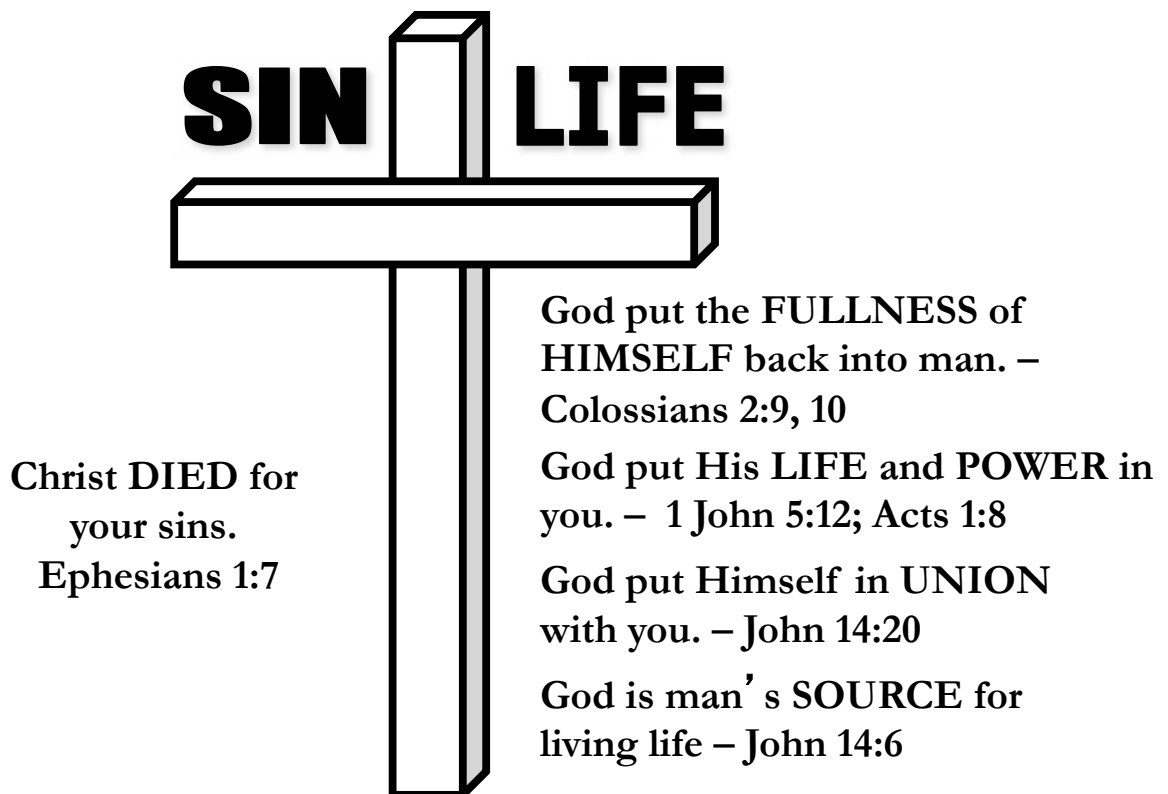 SIN LIFE
God put the FULLNESS of
HIMSELF back into man. –
Colossians 2:9, 10
Christ DIED for
your sins.
Ephesians 1:7
God put His LIFE and POWER in
you. – 1 John 5:12; Acts 1:8
God put Himself in UNION
with you. – John 14:20
God is man’s SOURCE for
living life – John 14:6